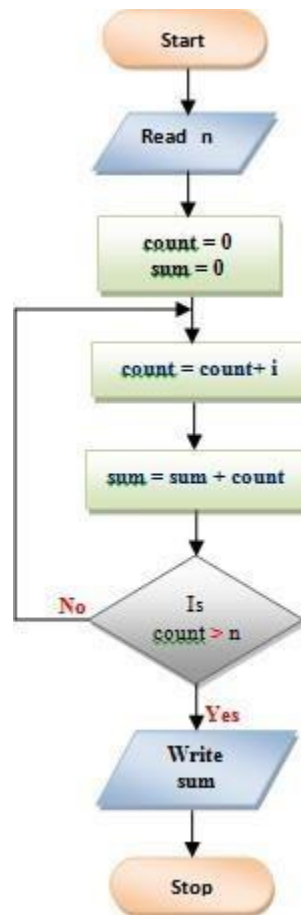 Start
Read n
count = 0
sum = 0
count = count+ i
sum = sum + count
Is
count > n
No
Yes
Write
sum
Stop